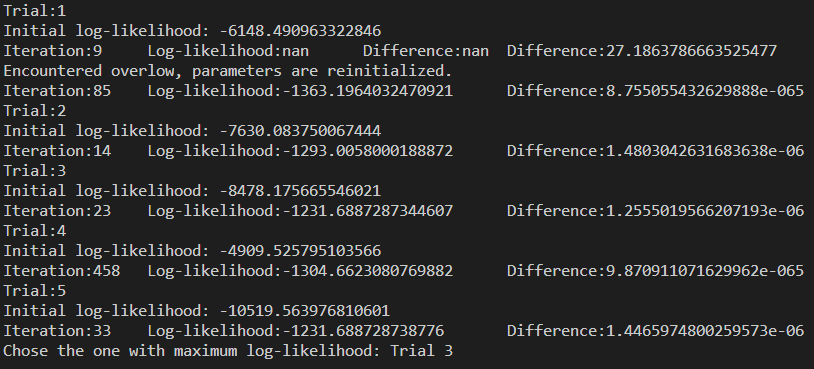 Trial:1
Initial log-likelihood: -6148.490963322846
Iteration:9 Log-likelihood:nan Difference:nan Difference:27.1863786663525477
Encountered overlow, parameters are reinitialized.
Iteration:85 Log-likelihood:-1363.1964032470921 Difference:8.755055432629888e-065
Trial:2
Initial log-likelihood: -7630.083750067444
Iteration:14 Log-likelihood:-1293.0058000188872 Difference:1.4803042631683638e-06
Trial:3
Initial log-likelihood: -8478.175665546021
Iteration:23 Log-likelihood:-1231.6887287344607 Difference:1.2555019566207193e-06
Trial:4
Initial log-likelihood: -4909.525795103566
Iteration:458 Log-likelihood:-1304.6623080769882 Difference:9.870911071629962e-065
Trial:5
Initial log-likelihood: -10519.563976810601
Iteration:33 Log-likelihood:-1231.688728738776 Difference:1.4465974800259573e-06
Chose the one with maximum log-likelihood: Trial 3